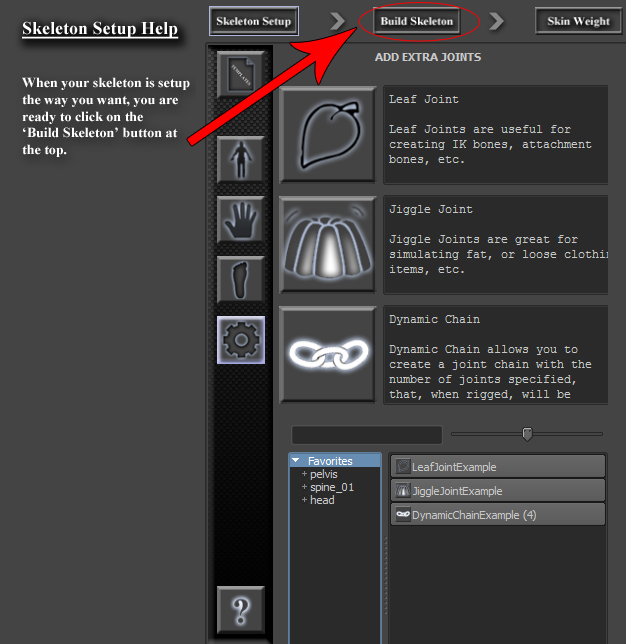 Skeleton Setup Help
When your skeleton is setup
the way you want, you are
ready to click on the
‘Build Skeleton’ button at
the top.
Skeleton Setup
Build Skeleton
Skin Weight
TEMPLATES
ADD EXTRA JOINTS
Leaf Joint
Leaf Joints are useful for
creating IK bones, attachment
bones, etc.
Jiggle Joint
Jiggle Joints are great for
simulating fat, or loose clothin
items, etc.
Dynamic Chain
Dynamic Chain allows you to
create a joint chain with the
number of joints specified,
that, when rigged, will be
Favorites
+ pelvis
+ spine_01
+ head
LeafJointExample
JiggleJointExample
DynamicChainExample (4)
?